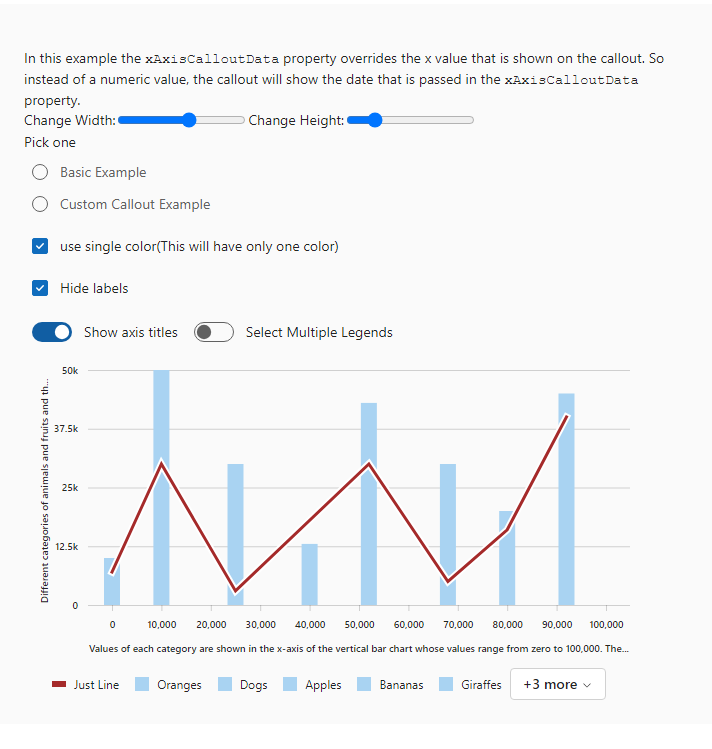 In this example the xAxisCalloutData property overrides the x value that is shown on the callout. So
instead of a numeric value, the callout will show the date that is passed in the xAxisCalloutData
property.
Change Width: Change Height:
Pick one
Basic Example
Custom Callout Example
use single color(This will have only one color)
Hide labels
Show axis titles Select Multiple Legends
Different categories of animals and fruits and th...
50k
37.5k
25k
12.5k
0
0 10,000 20,000 30,000 40,000 50,000 60,000 70,000 80,000 90,000 100,000
Values of each category are shown in the x-axis of the vertical bar chart whose values range from zero to 100,000. The...
Just Line Oranges Dogs Apples Bananas Giraffes +3 more